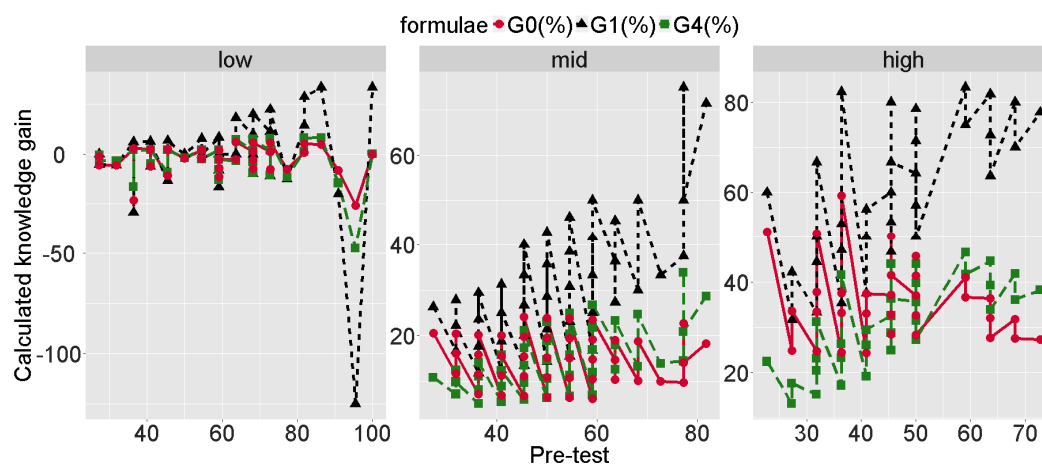 formulae G0(%) G1(%) G4(%)
low mid high
Calculated knowledge gain
0
-50
-100
60
40
20
80
60
40
20
40 60 80 100 40 60 80 30 40 50 60 70
Pre-test